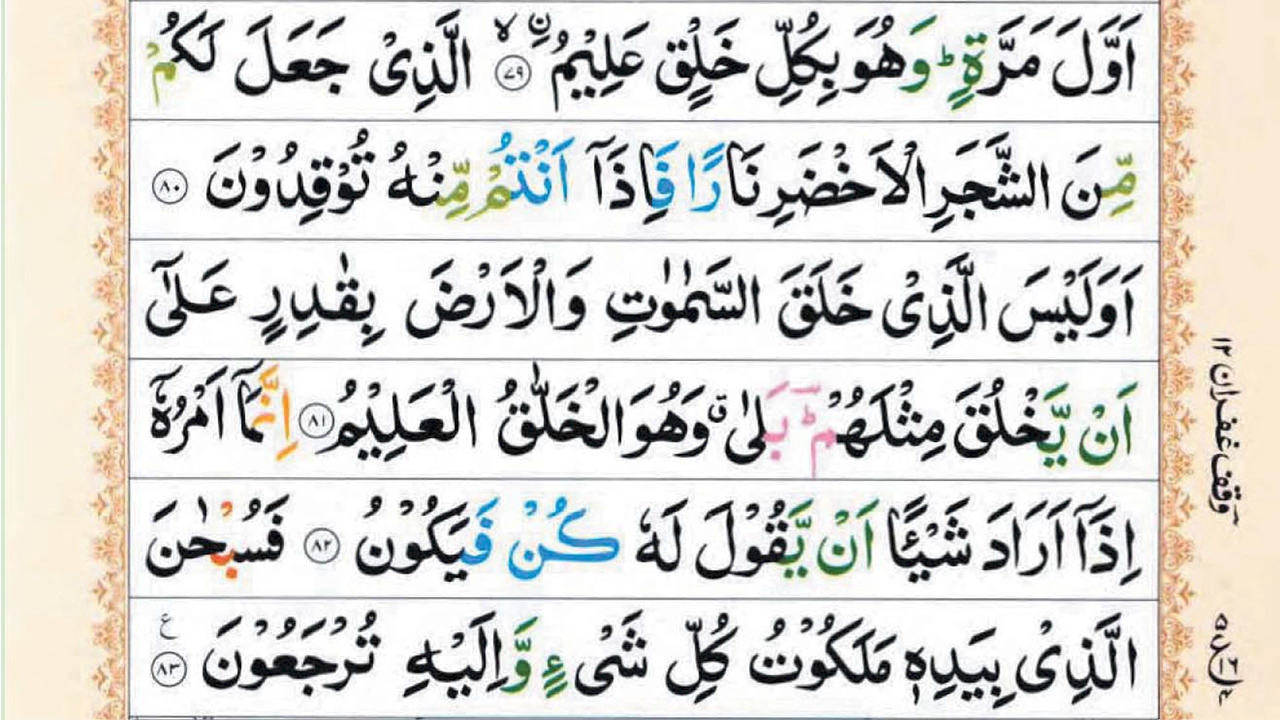 اَوَّلَ مَرَّةٍ ؕ وَهُوَ بِكُلِّ خَلْقٍ عَلِيْمُ ۙ ﴿۷۹﴾ الَّذِىْ جَعَلَ لَكُمْ
مِّنَ الشَّجَرِ الْاَخْضَرِ نَارًا فَاِذَاۤ اَنْتُمْ مِّنْهُ تُوْقِدُوْنَ ﴿۸۰﴾
اَوَلَيْسَ الَّذِىْ خَلَقَ السَّمٰوٰتِ وَالْاَرْضَ بِقٰدِرٍ عَلٰٓى
اَنْ يَّخْلُقَ مِثْلَهُمْ ؕ بَلٰى ۗ وَهُوَ الْخَلّٰقُ الْعَلِيْمُ ﴿۸۱﴾ اِنَّمَاۤ اَمْرُهٗۤ
اِذَاۤ اَرَادَ شَيْـًٔا اَنْ يَّقُوْلَ لَهٗ كُنْ فَيَكُوْنُ ﴿۸۲﴾ فَسُبْحٰنَ
الَّذِىْ بِيَدِهٖ مَلَكُوْتُ كُلِّ شَىْءٍ وَّاِلَيْهِ تُرْجَعُوْنَ ﴿۸۳﴾ ع
وقف غفران ۱۲